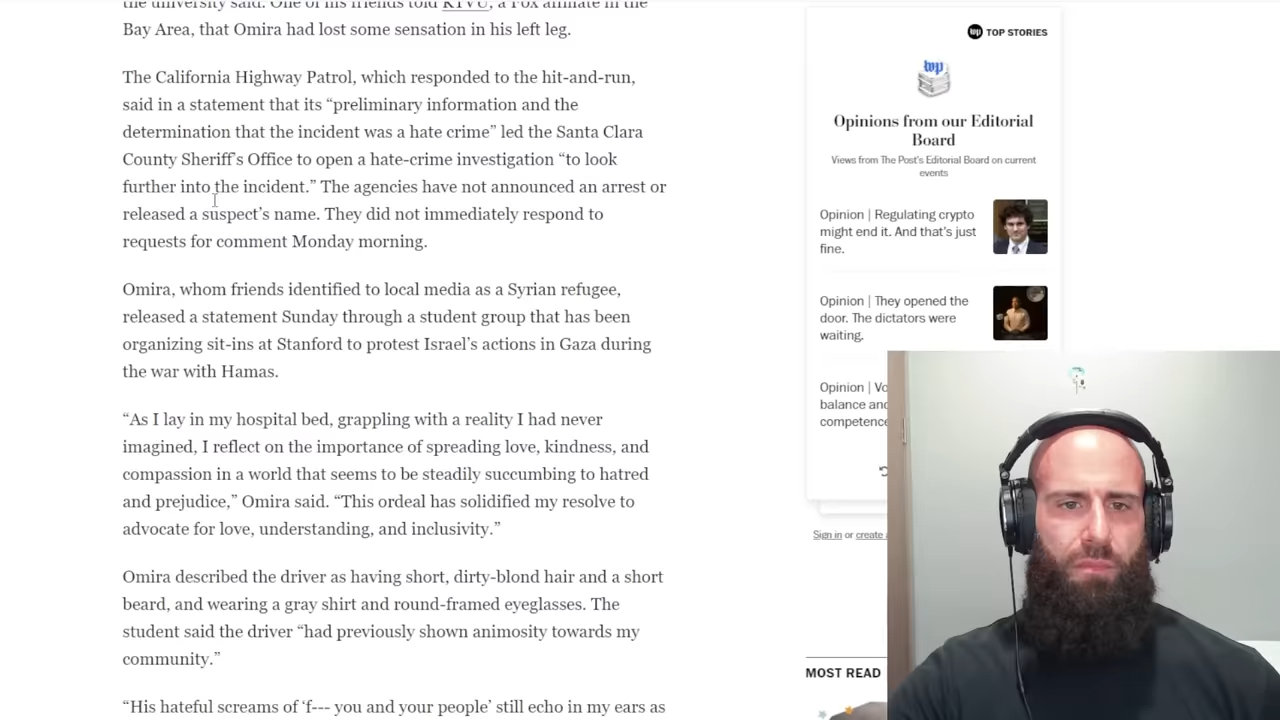 the university said. One of his friends told KTVU, a Fox affiliate in the
Bay Area, that Omira had lost some sensation in his left leg.
The California Highway Patrol, which responded to the hit-and-run,
said in a statement that its “preliminary information and the
determination that the incident was a hate crime” led the Santa Clara
County Sheriff’s Office to open a hate-crime investigation “to look
further into the incident.” The agencies have not announced an arrest or
released a suspect’s name. They did not immediately respond to
requests for comment Monday morning.
Omira, whom friends identified to local media as a Syrian refugee,
released a statement Sunday through a student group that has been
organizing sit-ins at Stanford to protest Israel’s actions in Gaza during
the war with Hamas.
“As I lay in my hospital bed, grappling with a reality I had never
imagined, I reflect on the importance of spreading love, kindness, and
compassion in a world that seems to be steadily succumbing to hatred
and prejudice,” Omira said. “This ordeal has solidified my resolve to
advocate for love, understanding, and inclusivity.”
Omira described the driver as having short, dirty-blond hair and a short
beard, and wearing a gray shirt and round-framed eyeglasses. The
student said the driver “had previously shown animosity towards my
community.”
“His hateful screams of ‘f--- you and your people’ still echo in my ears as
wp TOP STORIES
wp
Opinions from our Editorial
Board
Views from The Post's Editorial Board on current
events
Opinion | Regulating crypto
might end it. And that's just
fine.
Opinion | They opened the
door. The dictators were
waiting.
Opinion | Vo
balance and
competence
Sign in or create a
MOST READ